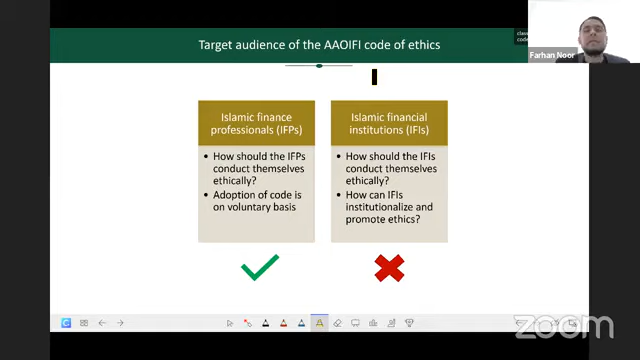 Target audience of the AAOIFI code of ethics
Farhan Noor
Islamic finance
professionals (IFPs)
• How should the IFPs
conduct themselves
ethically?
• Adoption of code is
on voluntary basis
Islamic financial
institutions (IFIs)
• How should the IFIs
conduct themselves
ethically?
• How can IFIs
institutionalize and
promote ethics?
zoom